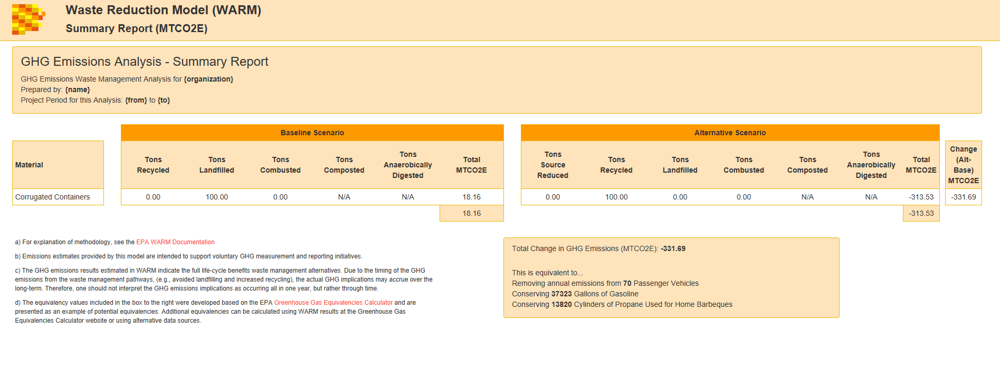 Waste Reduction Model (WARM)
Summary Report (MTCO2E)
GHG Emissions Analysis - Summary Report
GHG Emissions Waste Management Analysis for {organization}
Prepared by: {name}
Project Period for this Analysis: {from} to {to}
Baseline Scenario
Alternative Scenario
Material
Tons
Recycled
Tons
Landfilled
Tons
Combusted
Tons
Composted
Tons
Anaerobically
Digested
Total
MTCO2E
Tons
Source
Reduced
Tons
Recycled
Tons
Landfilled
Tons
Combusted
Tons
Composted
Tons
Anaerobically
Digested
Total
MTCO2E
Change
(Alt-
Base)
MTCO2E
Corrugated Containers 0.00 100.00 0.00 N/A N/A 18.16 0.00 100.00 0.00 0.00 N/A N/A -313.53 -331.69
18.16 -313.53
a) For explanation of methodology, see the EPA WARM Documentation
b) Emissions estimates provided by this model are intended to support voluntary GHG measurement and reporting initiatives.
c) The GHG emissions results estimated in WARM indicate the full life-cycle benefits waste management alternatives. Due to the timing of the GHG
emissions from the waste management pathways, (e.g., avoided landfilling and increased recycling), the actual GHG implications may accrue over the
long-term. Therefore, one should not interpret the GHG emissions implications as occurring all in one year, but rather through time.
d) The equivalency values included in the box to the right were developed based on the EPA Greenhouse Gas Equivalencies Calculator and are
presented as an example of potential equivalencies. Additional equivalencies can be calculated using WARM results at the Greenhouse Gas
Equivalencies Calculator website or using alternative data sources.
Total Change in GHG Emissions (MTCO2E): -331.69
This is equivalent to...
Removing annual emissions from 70 Passenger Vehicles
Conserving 37323 Gallons of Gasoline
Conserving 13820 Cylinders of Propane Used for Home Barbeques